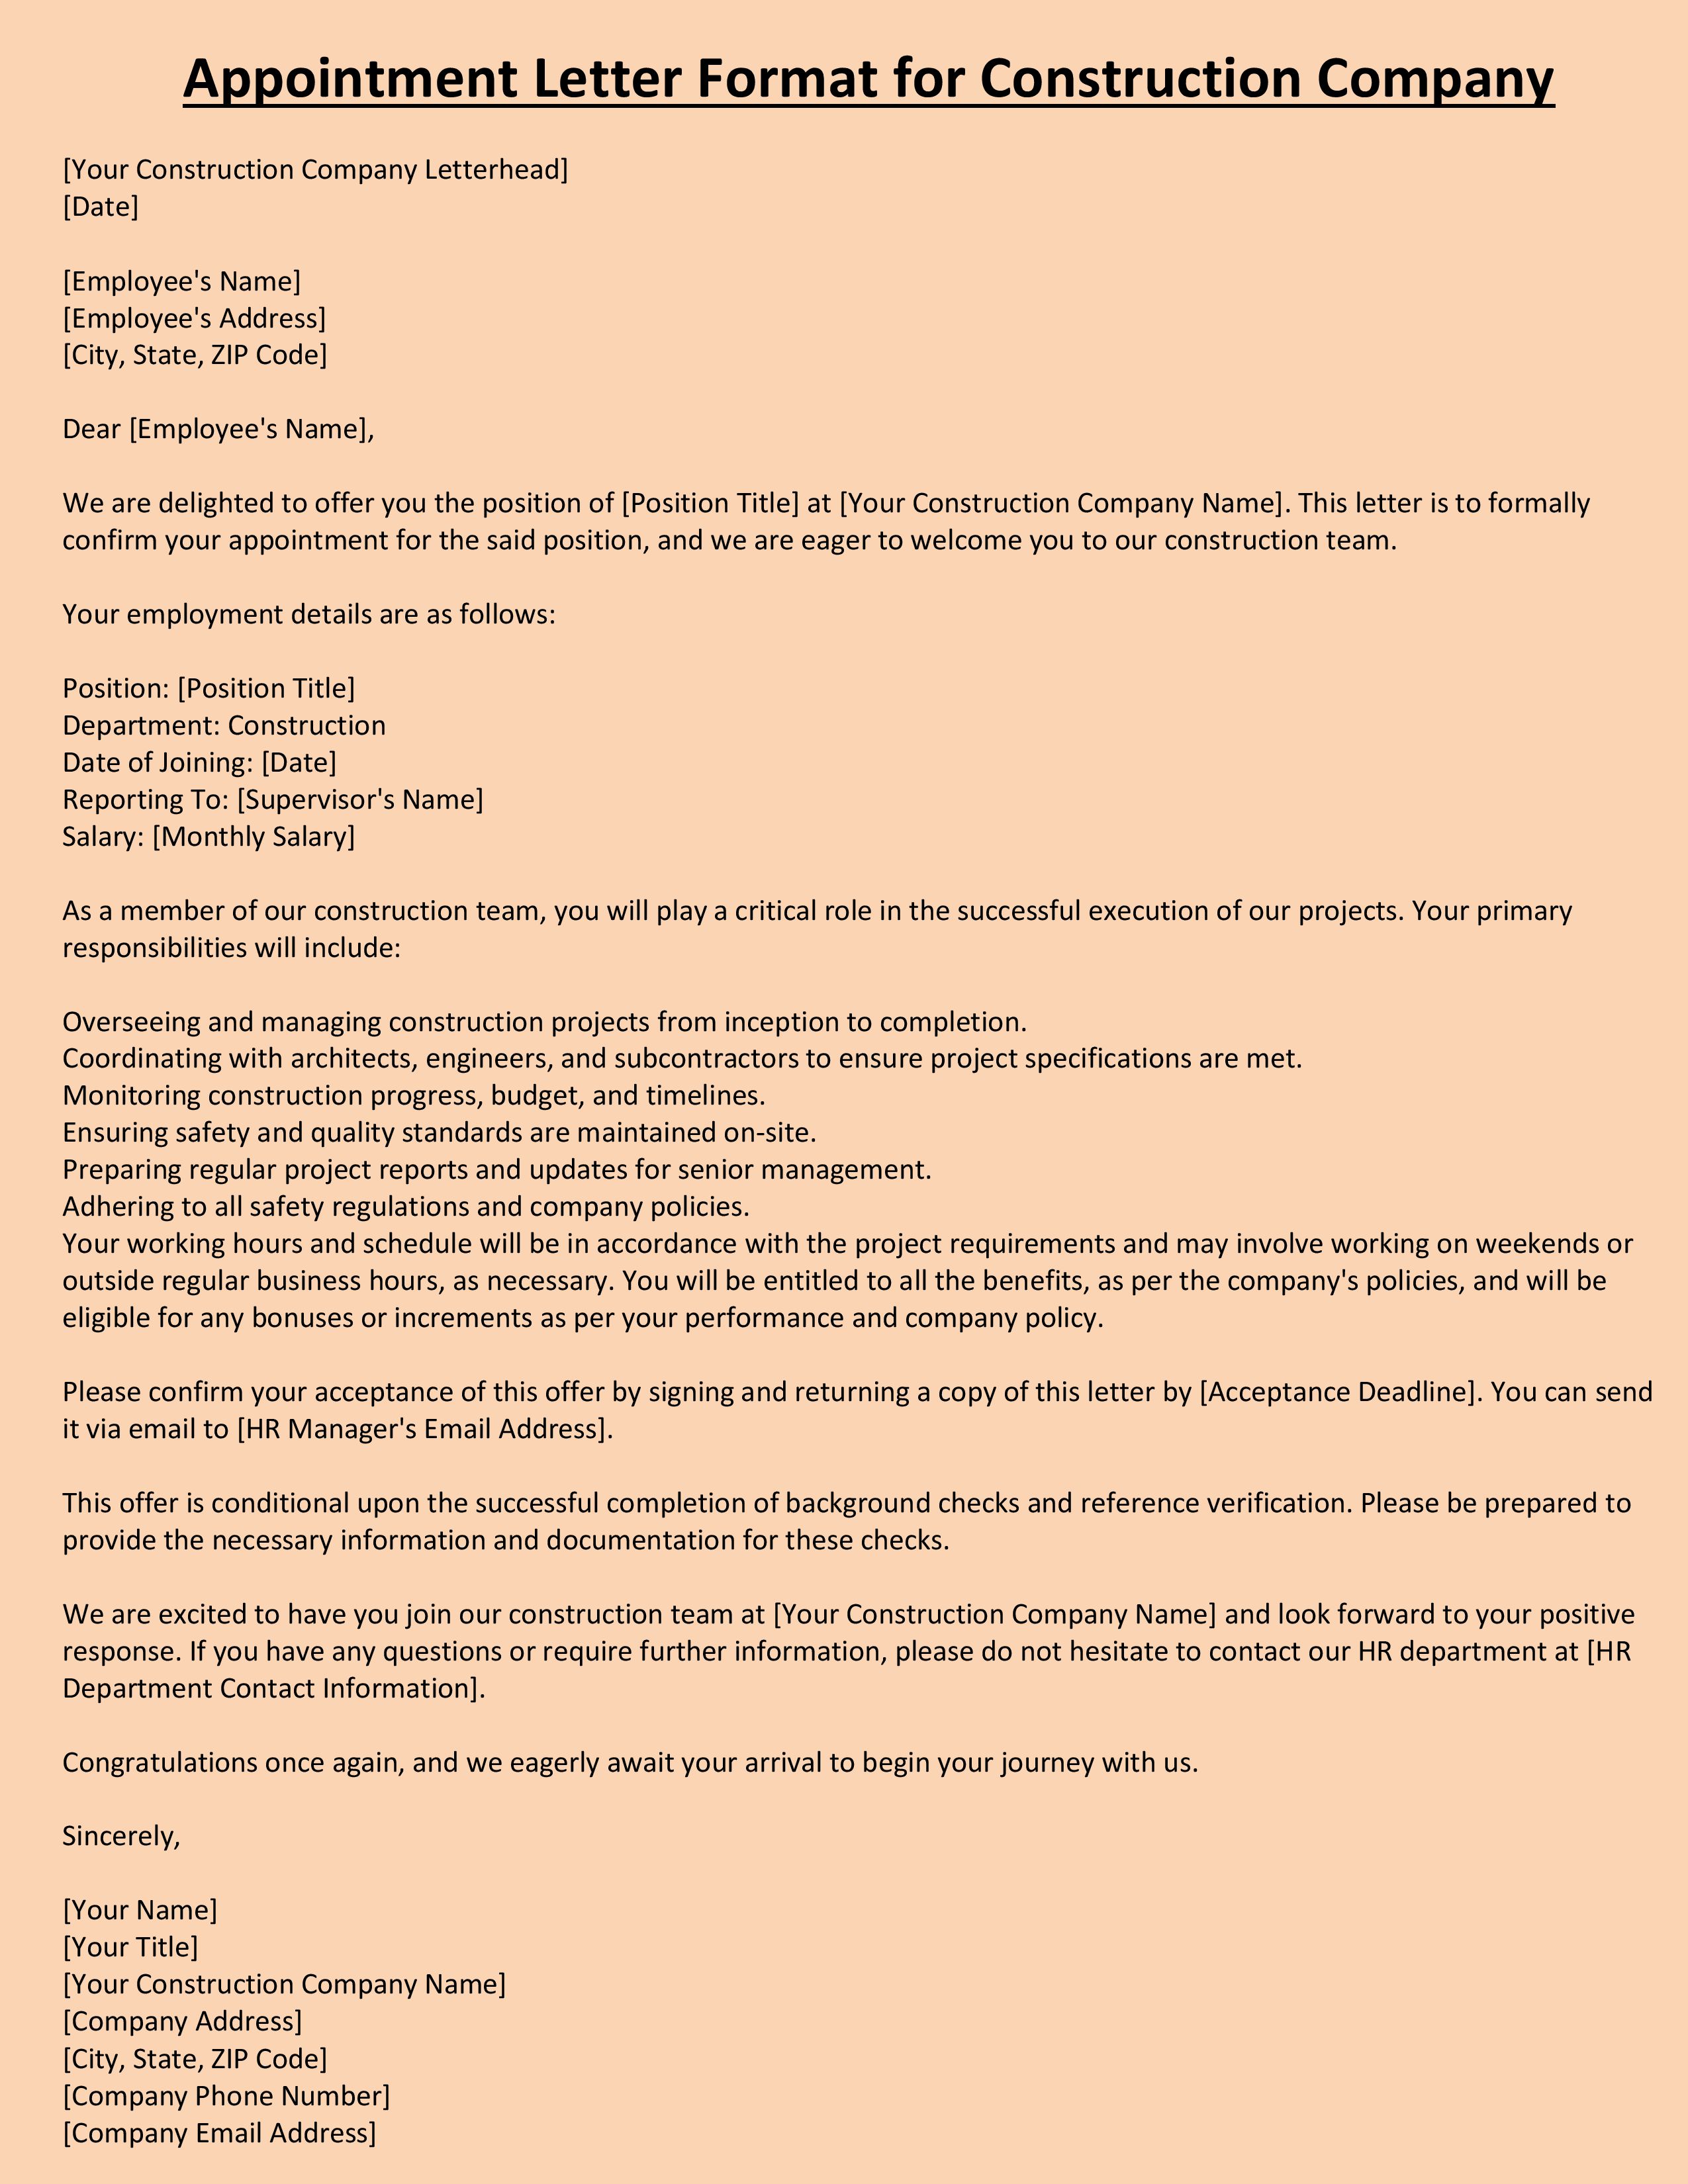 Appointment Letter Format for Construction Company
[Your Construction Company Letterhead]
[Date]
[Employee's Name]
[Employee's Address]
[City, State, ZIP Code]
Dear [Employee's Name],
We are delighted to offer you the position of [Position Title] at [Your Construction Company Name]. This letter is to formally
confirm your appointment for the said position, and we are eager to welcome you to our construction team.
Your employment details are as follows:
Position: [Position Title]
Department: Construction
Date of Joining: [Date]
Reporting To: [Supervisor's Name]
Salary: [Monthly Salary]
As a member of our construction team, you will play a critical role in the successful execution of our projects. Your primary
responsibilities will include:
Overseeing and managing construction projects from inception to completion.
Coordinating with architects, engineers, and subcontractors to ensure project specifications are met.
Monitoring construction progress, budget, and timelines.
Ensuring safety and quality standards are maintained on-site.
Preparing regular project reports and updates for senior management.
Adhering to all safety regulations and company policies.
Your working hours and schedule will be in accordance with the project requirements and may involve working on weekends or
outside regular business hours, as necessary. You will be entitled to all the benefits, as per the company's policies, and will be
eligible for any bonuses or increments as per your performance and company policy.
Please confirm your acceptance of this offer by signing and returning a copy of this letter by [Acceptance Deadline]. You can send
it via email to [HR Manager's Email Address].
This offer is conditional upon the successful completion of background checks and reference verification. Please be prepared to
provide the necessary information and documentation for these checks.
We are excited to have you join our construction team at [Your Construction Company Name] and look forward to your positive
response. If you have any questions or require further information, please do not hesitate to contact our HR department at [HR
Department Contact Information].
Congratulations once again, and we eagerly await your arrival to begin your journey with us.
Sincerely,
[Your Name]
[Your Title]
[Your Construction Company Name]
[Company Address]
[City, State, ZIP Code]
[Company Phone Number]
[Company Email Address]